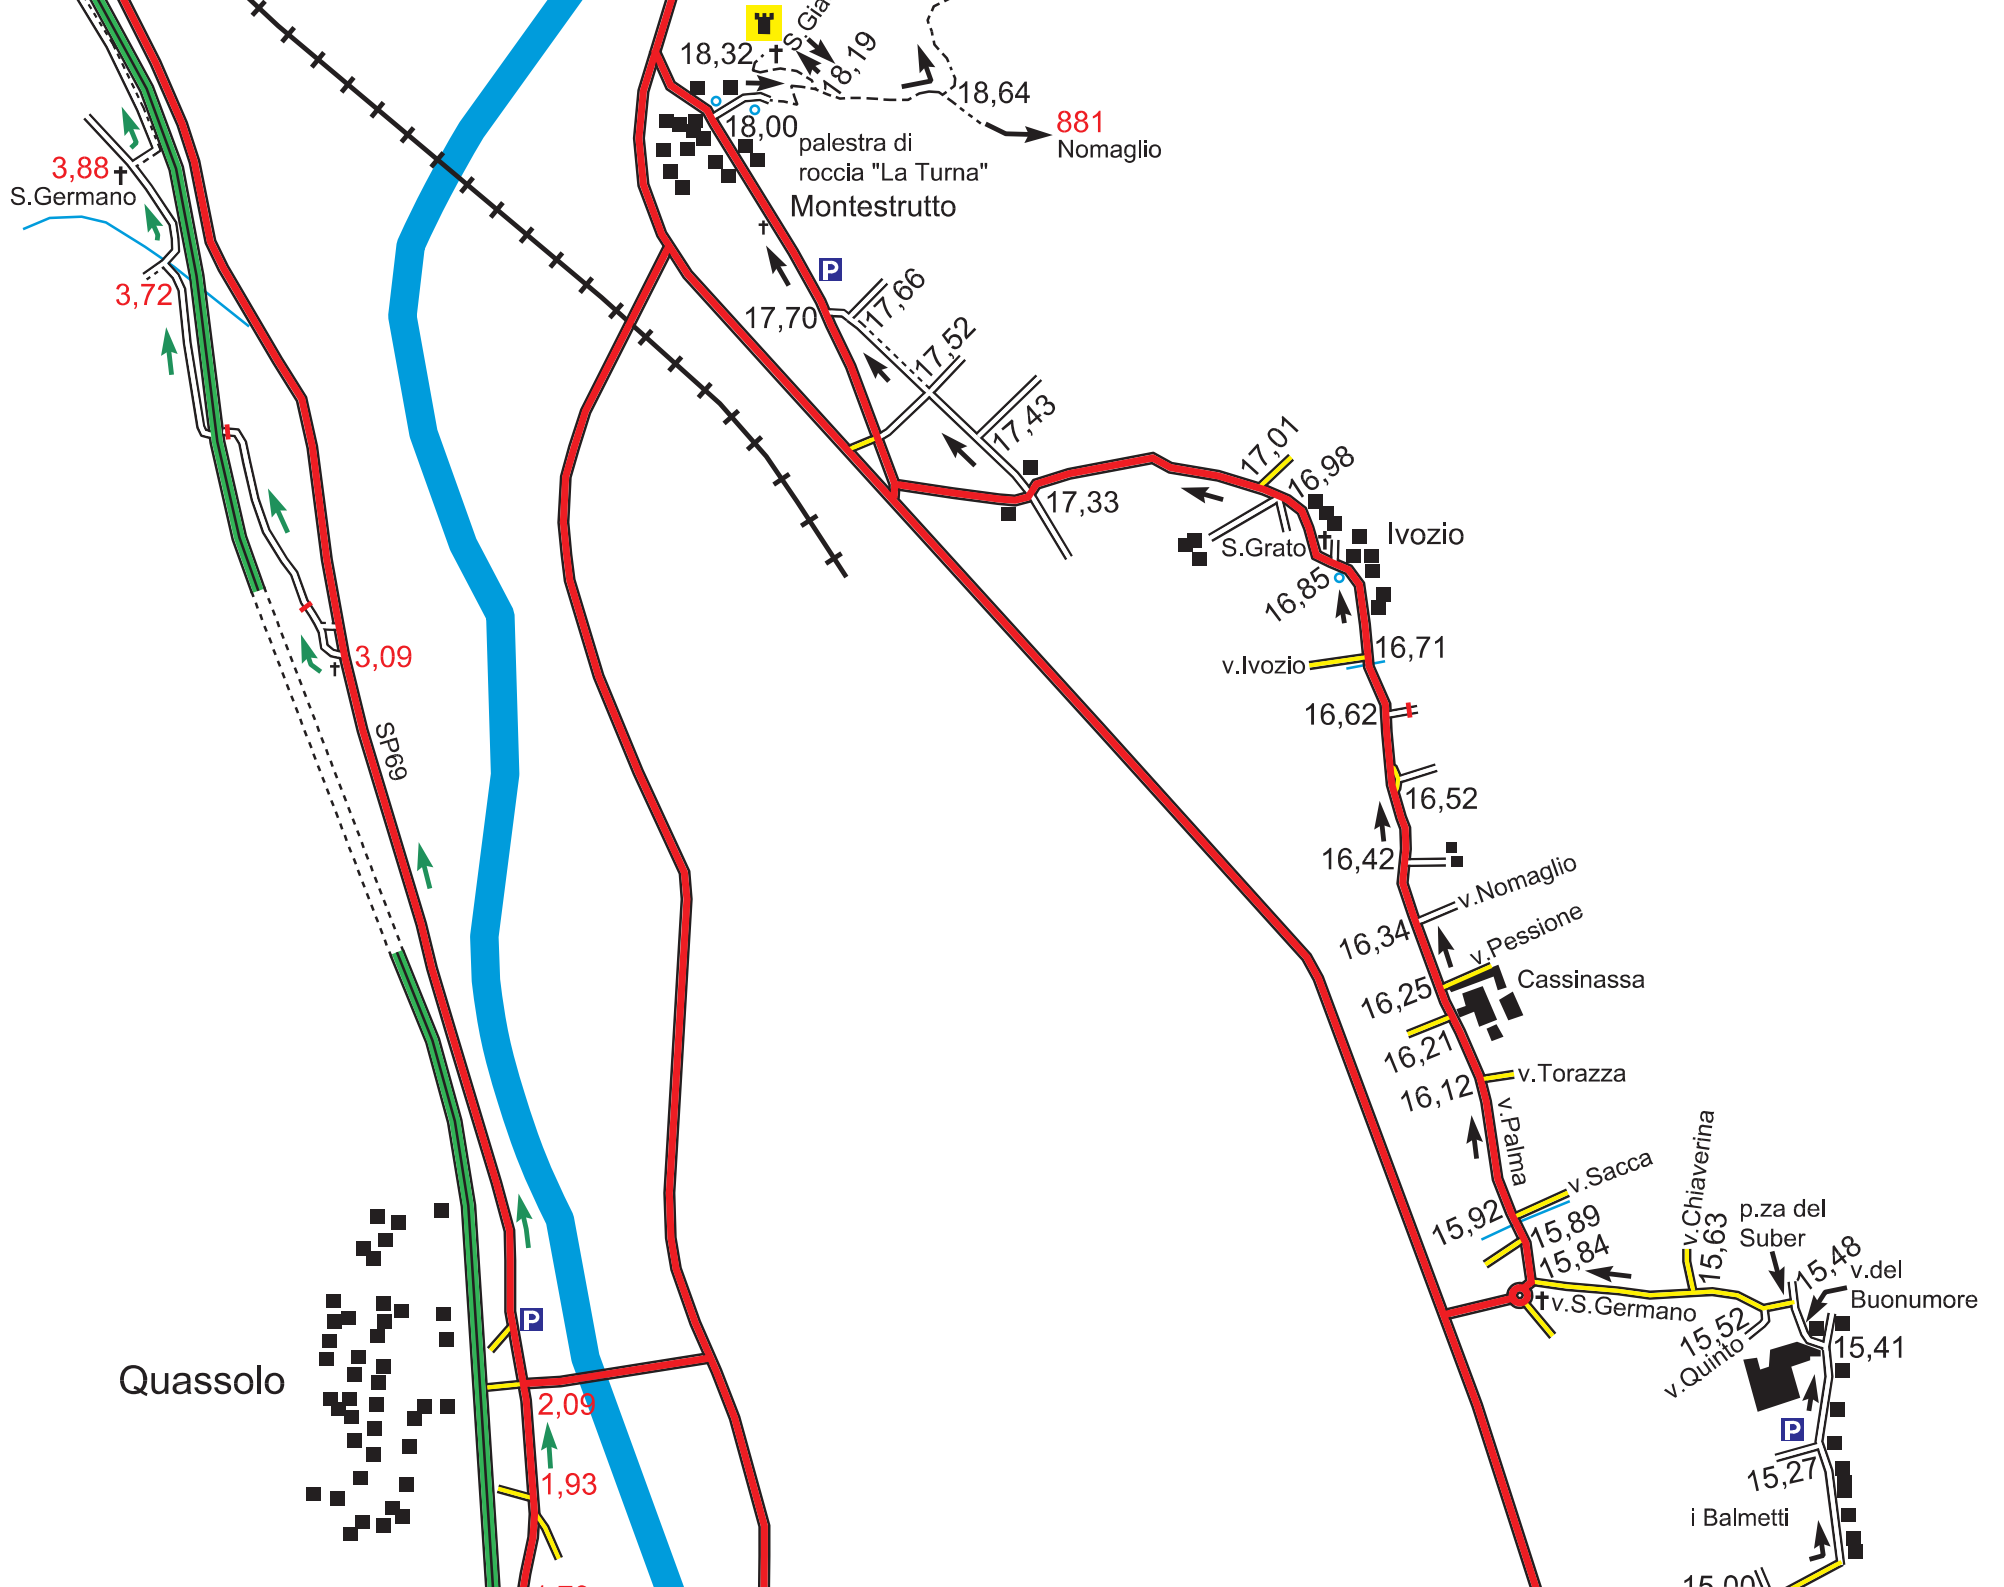 S.Gia
18,32
18,19
18,64
881
Nomaglio
18,00
palestra di
roccia "La Turna"
Montestrutto
3,88
S.Germano
3,72
P
17,70
17,66
17,52
17,43
17,33
17,01
16,98
Ivozio
S.Grato
16,85
3,09
v.Ivozio
16,71
16,62
SP69
16,52
16,42
v.Nomaglio
16,34
v.Pessione
16,25
Cassinassa
16,21
16,12
v.Torazza
v.Palma
v.Sacca
15,92
15,89
15,84
v.Chiaverina
15,63
p.za del
Suber
15,48
v.del
Buonumore
v.S.Germano
15,52
v.Quinto
15,41
P
Quassolo
2,09
1,93
P
15,27
i Balmetti
15,00